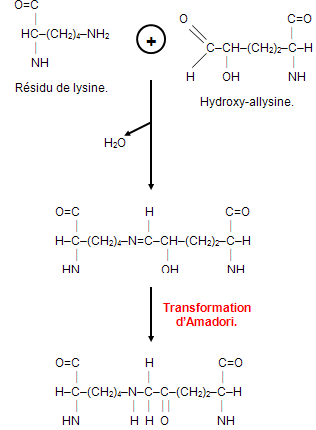 O=C
HC–(CH₂)₄–NH₂
NH
Résidu de lysine.
+
O C=O
C–CH–(CH₂)₂–C–H
H OH NH
Hydroxy-allysine.
H₂O
O=C H C=O
H–C–(CH₂)₄–N=C–CH–(CH₂)₂–C–H
HN OH NH
Transformation
d'Amadori.
O=C H C=O
H–C–(CH₂)₄–N–C–C–(CH₂)₂–C–H
HN H H O NH